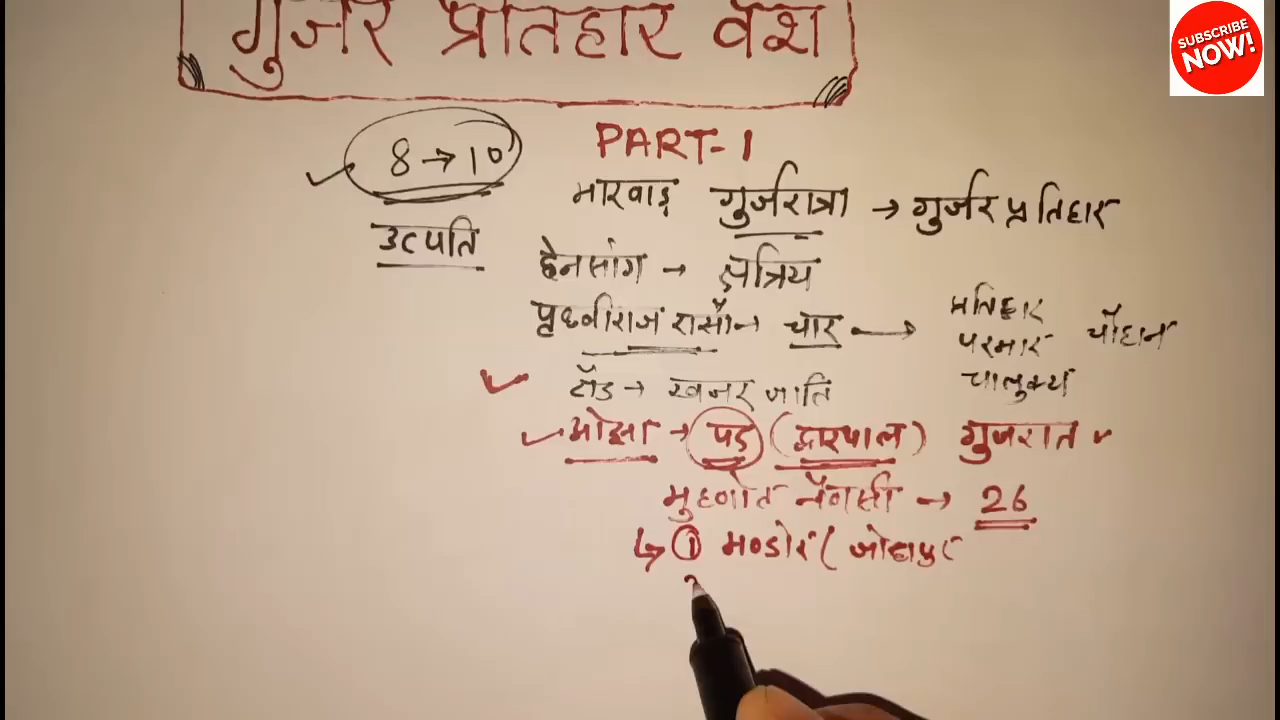 गुर्जर प्रतिहार वंश
SUBSCRIBE
NOW!
8 → 10
PART-1
मारवाड़ गुर्जरात्रा → गुर्जर प्रतिहार
उत्पति
हेनसांग → क्षत्रिय
पृथ्वीराज रासौ → चार → प्रतिहार परमार चालुक्य चौहान
टॉड → खजर जाति
ओझा → पद (द्वारपाल) गुजरात
मुहणोत नैणसी → 26
↳ ① मण्डोर (जोधपुर